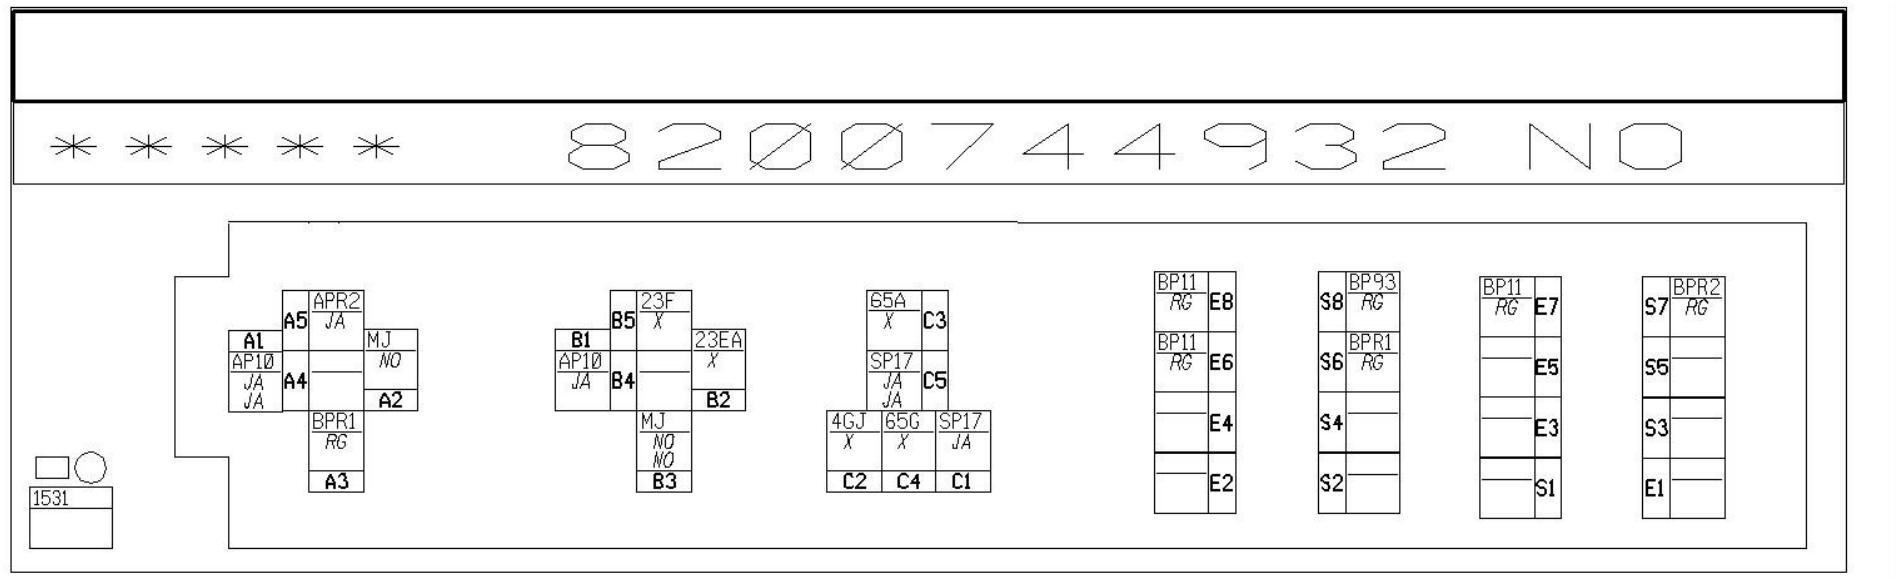 ***** 8200744932 NO
A5 APR2
JA
A1
AP10
JA
JA
A4
MJ
NO
A2
BPR1
RG
A3
B5 23F
X
B1
AP10
JA
B4
23EA
X
B2
MJ
NO
NO
B3
65A
X
C3
SP17
JA
JA
C5
4GJ
X
C2
65G
X
C4
SP17
JA
C1
BP11
RG
E8
BP11
RG
E6
E4
E2
S8 BP93
RG
S6 BPR1
RG
S4
S2
BP11
RG
E7
E5
E3
S1
S7 BPR2
RG
S5
S3
E1
1531